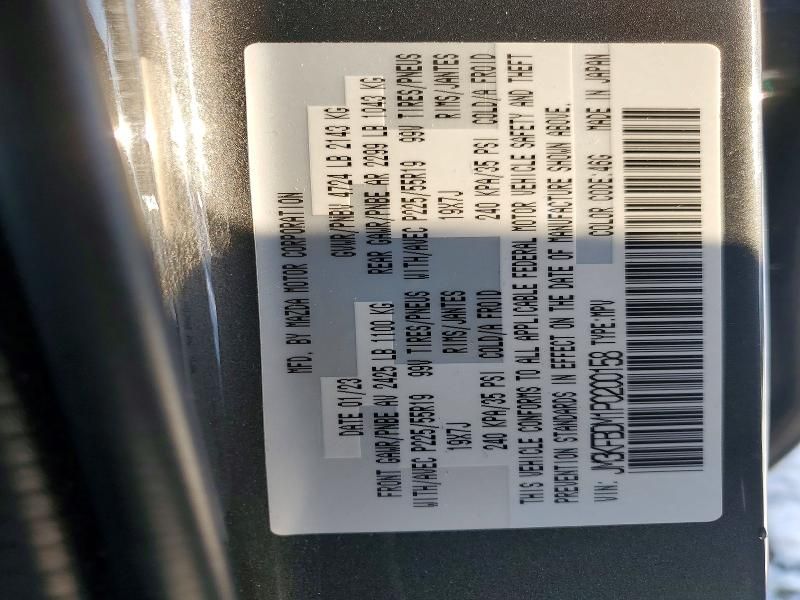 MFD. BY MAZDA MOTOR CORPORATION
DATE 01/23 GVWR/PNBV 4724 LB 2143 KG
FRONT GAWR/PNBE AV 2425 LB 1100 KG REAR GAWR/PNBE AR 2299 LB 1043 KG
WITH/AVEC P225/55R19 99V TIRES/PNEUS WITH/AVEC P225/55R19 99V TIRES/PNEUS
19X7J RIMS/JANTES 19X7J RIMS/JANTES
240 KPA/35 PSI COLD/A FROID 240 KPA/35 PSI COLD/A FROID
THIS VEHICLE CONFORMS TO ALL APPLICABLE FEDERAL MOTOR VEHICLE SAFETY AND THEFT
PREVENTION STANDARDS IN EFFECT ON THE DATE OF MANUFACTURE SHOWN ABOVE.
VIN: JM3KFBDM1P0200158 TYPE:MPV COLOR CODE:46G MADE IN JAPAN